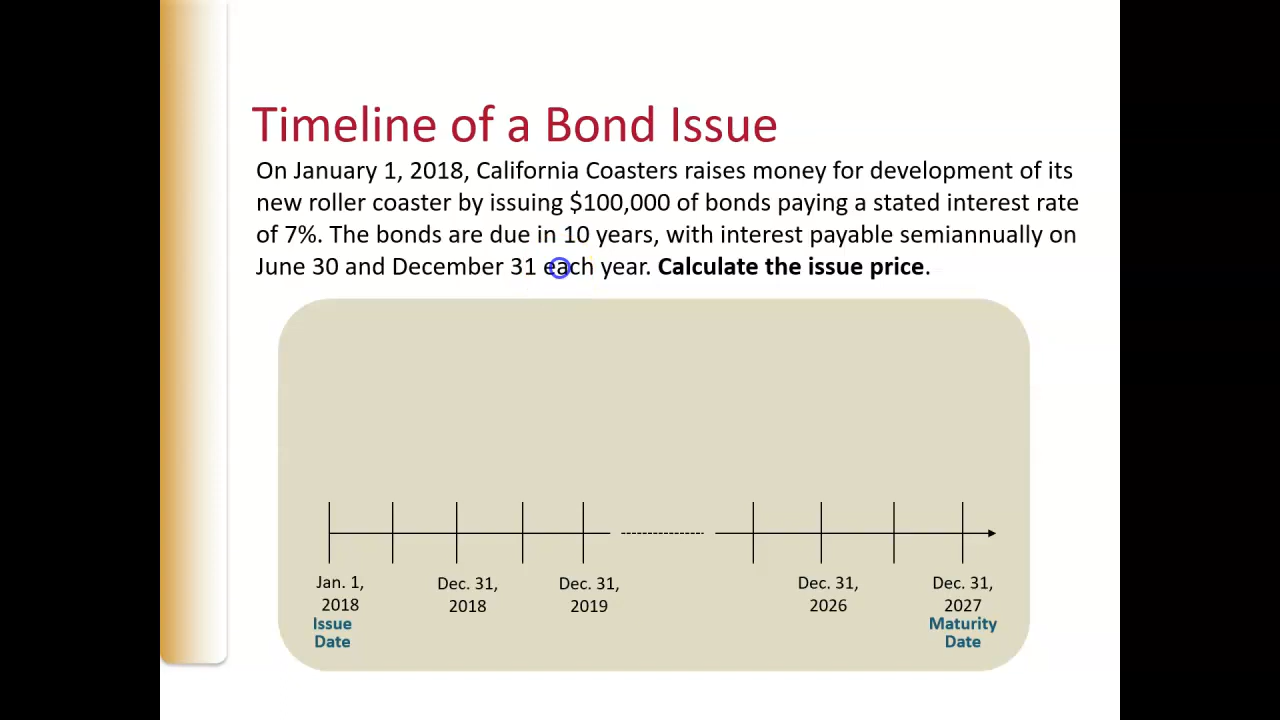 Timeline of a Bond Issue
On January 1, 2018, California Coasters raises money for development of its
new roller coaster by issuing $100,000 of bonds paying a stated interest rate
of 7%. The bonds are due in 10 years, with interest payable semiannually on
June 30 and December 31 each year. Calculate the issue price.
Jan. 1,
2018
Issue
Date
Dec. 31,
2018
Dec. 31,
2019
Dec. 31,
2026
Dec. 31,
2027
Maturity
Date